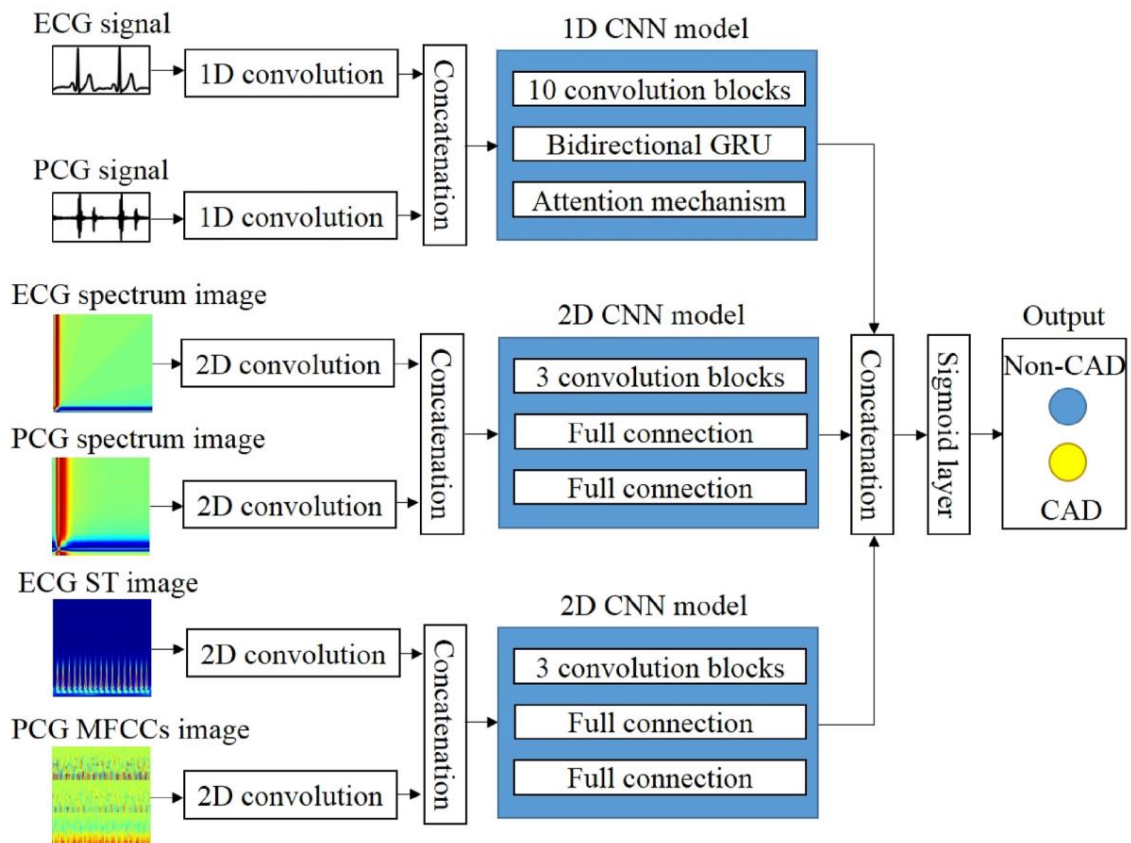 ECG signal
1D convolution
PCG signal
1D convolution
Concatenation
1D CNN model
10 convolution blocks
Bidirectional GRU
Attention mechanism
ECG spectrum image
2D convolution
PCG spectrum image
2D convolution
Concatenation
2D CNN model
3 convolution blocks
Full connection
Full connection
ECG ST image
2D convolution
PCG MFCCs image
2D convolution
Concatenation
2D CNN model
3 convolution blocks
Full connection
Full connection
Concatenation
Sigmoid layer
Output
Non-CAD
CAD